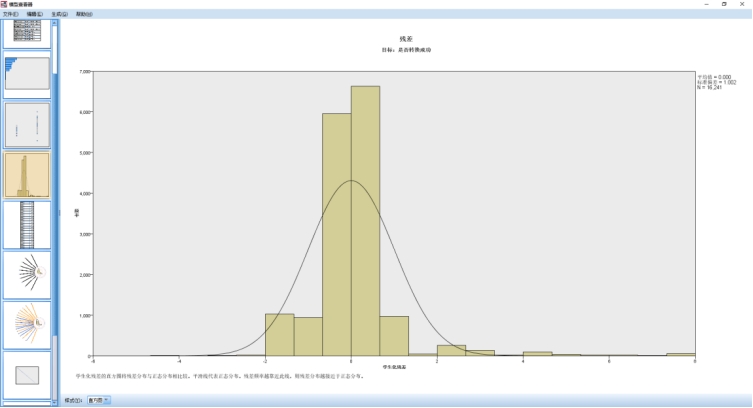 模型查看器
文件(F) 编辑(E) 生成(G) 帮助(H)
残差
目标：是否转换成功
7,000
平均值 = 0.000
标准偏差 = 1.002
N = 16,241
6,000
5,000
4,000
频率
3,000
2,000
1,000
0
-6 -4 -2 0 2 4 6 8
学生化残差
学生化残差的直方图将残差分布与正态分布相比较。平滑线代表正态分布。残差频率越靠近此线，则残差分布越接近于正态分布。
样式(D)： 直方图